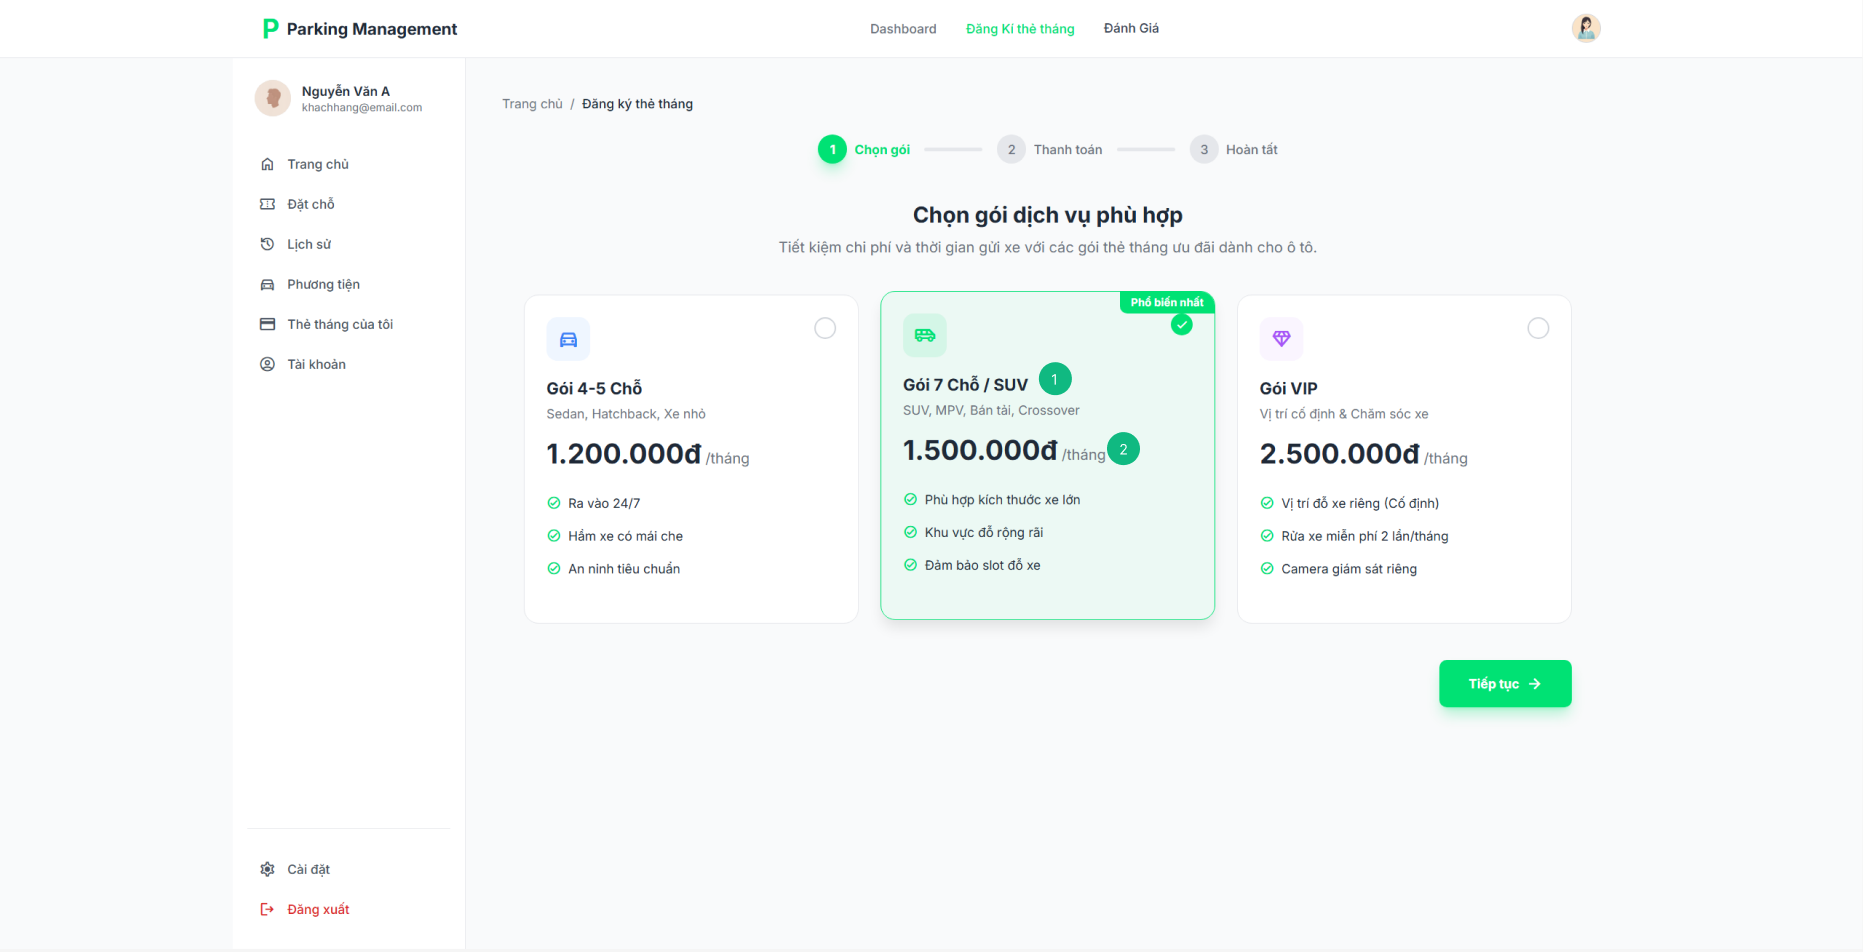 Parking Management
Dashboard
Đăng Kí thẻ tháng
Đánh Giá
Nguyễn Văn A
khachhang@email.com
Trang chủ
Đặt chỗ
Lịch sử
Phương tiện
Thẻ tháng của tôi
Tài khoản
Cài đặt
Đăng xuất
Trang chủ / Đăng ký thẻ tháng
1 Chọn gói
2 Thanh toán
3 Hoàn tất
Chọn gói dịch vụ phù hợp
Tiết kiệm chi phí và thời gian gửi xe với các gói thẻ tháng ưu đãi dành cho ô tô.
Gói 4-5 Chỗ
Sedan, Hatchback, Xe nhỏ
1.200.000đ /tháng
Ra vào 24/7
Hầm xe có mái che
An ninh tiêu chuẩn
Phổ biến nhất
Gói 7 Chỗ / SUV 1
SUV, MPV, Bán tải, Crossover
1.500.000đ /tháng 2
Phù hợp kích thước xe lớn
Khu vực đỗ rộng rãi
Đảm bảo slot đỗ xe
Gói VIP
Vị trí cố định & Chăm sóc xe
2.500.000đ /tháng
Vị trí đỗ xe riêng (Cố định)
Rửa xe miễn phí 2 lần/tháng
Camera giám sát riêng
Tiếp tục